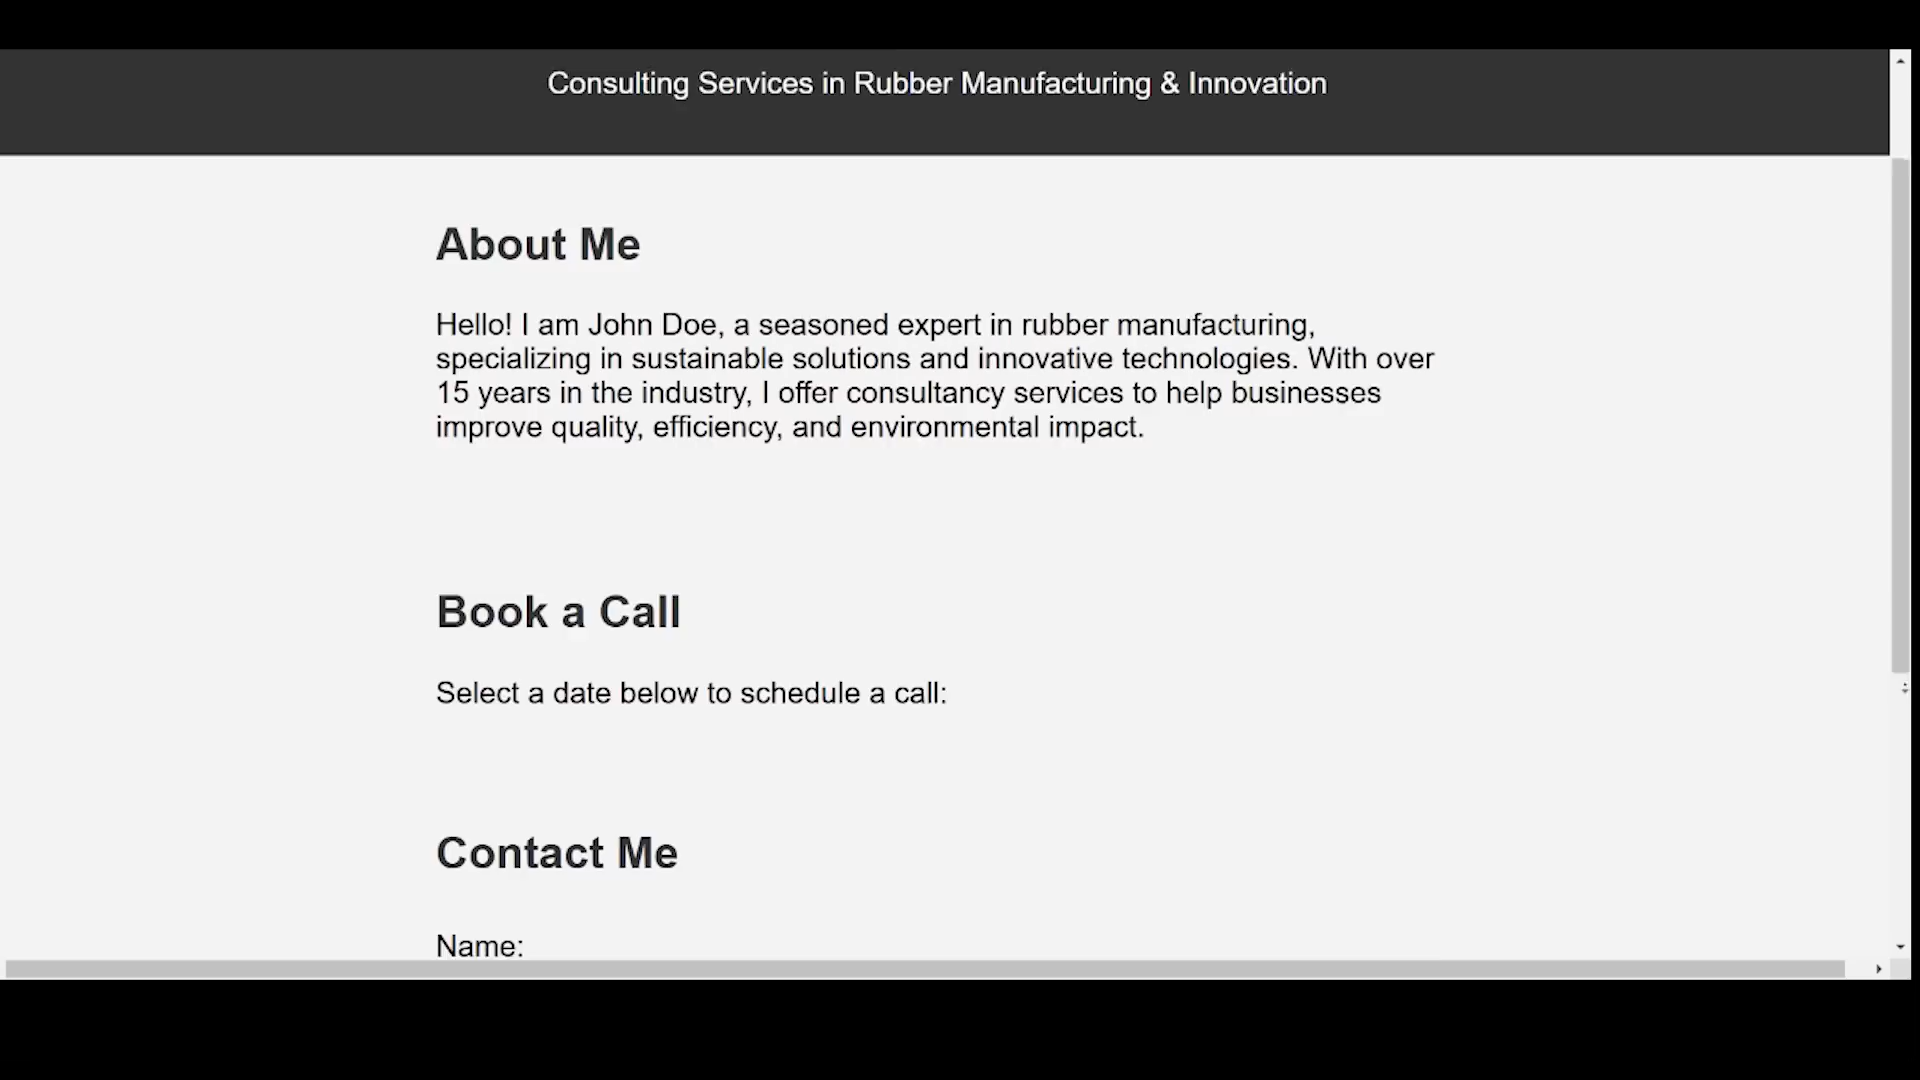 Consulting Services in Rubber Manufacturing & Innovation
About Me
Hello! I am John Doe, a seasoned expert in rubber manufacturing,
specializing in sustainable solutions and innovative technologies. With over
15 years in the industry, I offer consultancy services to help businesses
improve quality, efficiency, and environmental impact.
Book a Call
Select a date below to schedule a call:
Contact Me
Name: